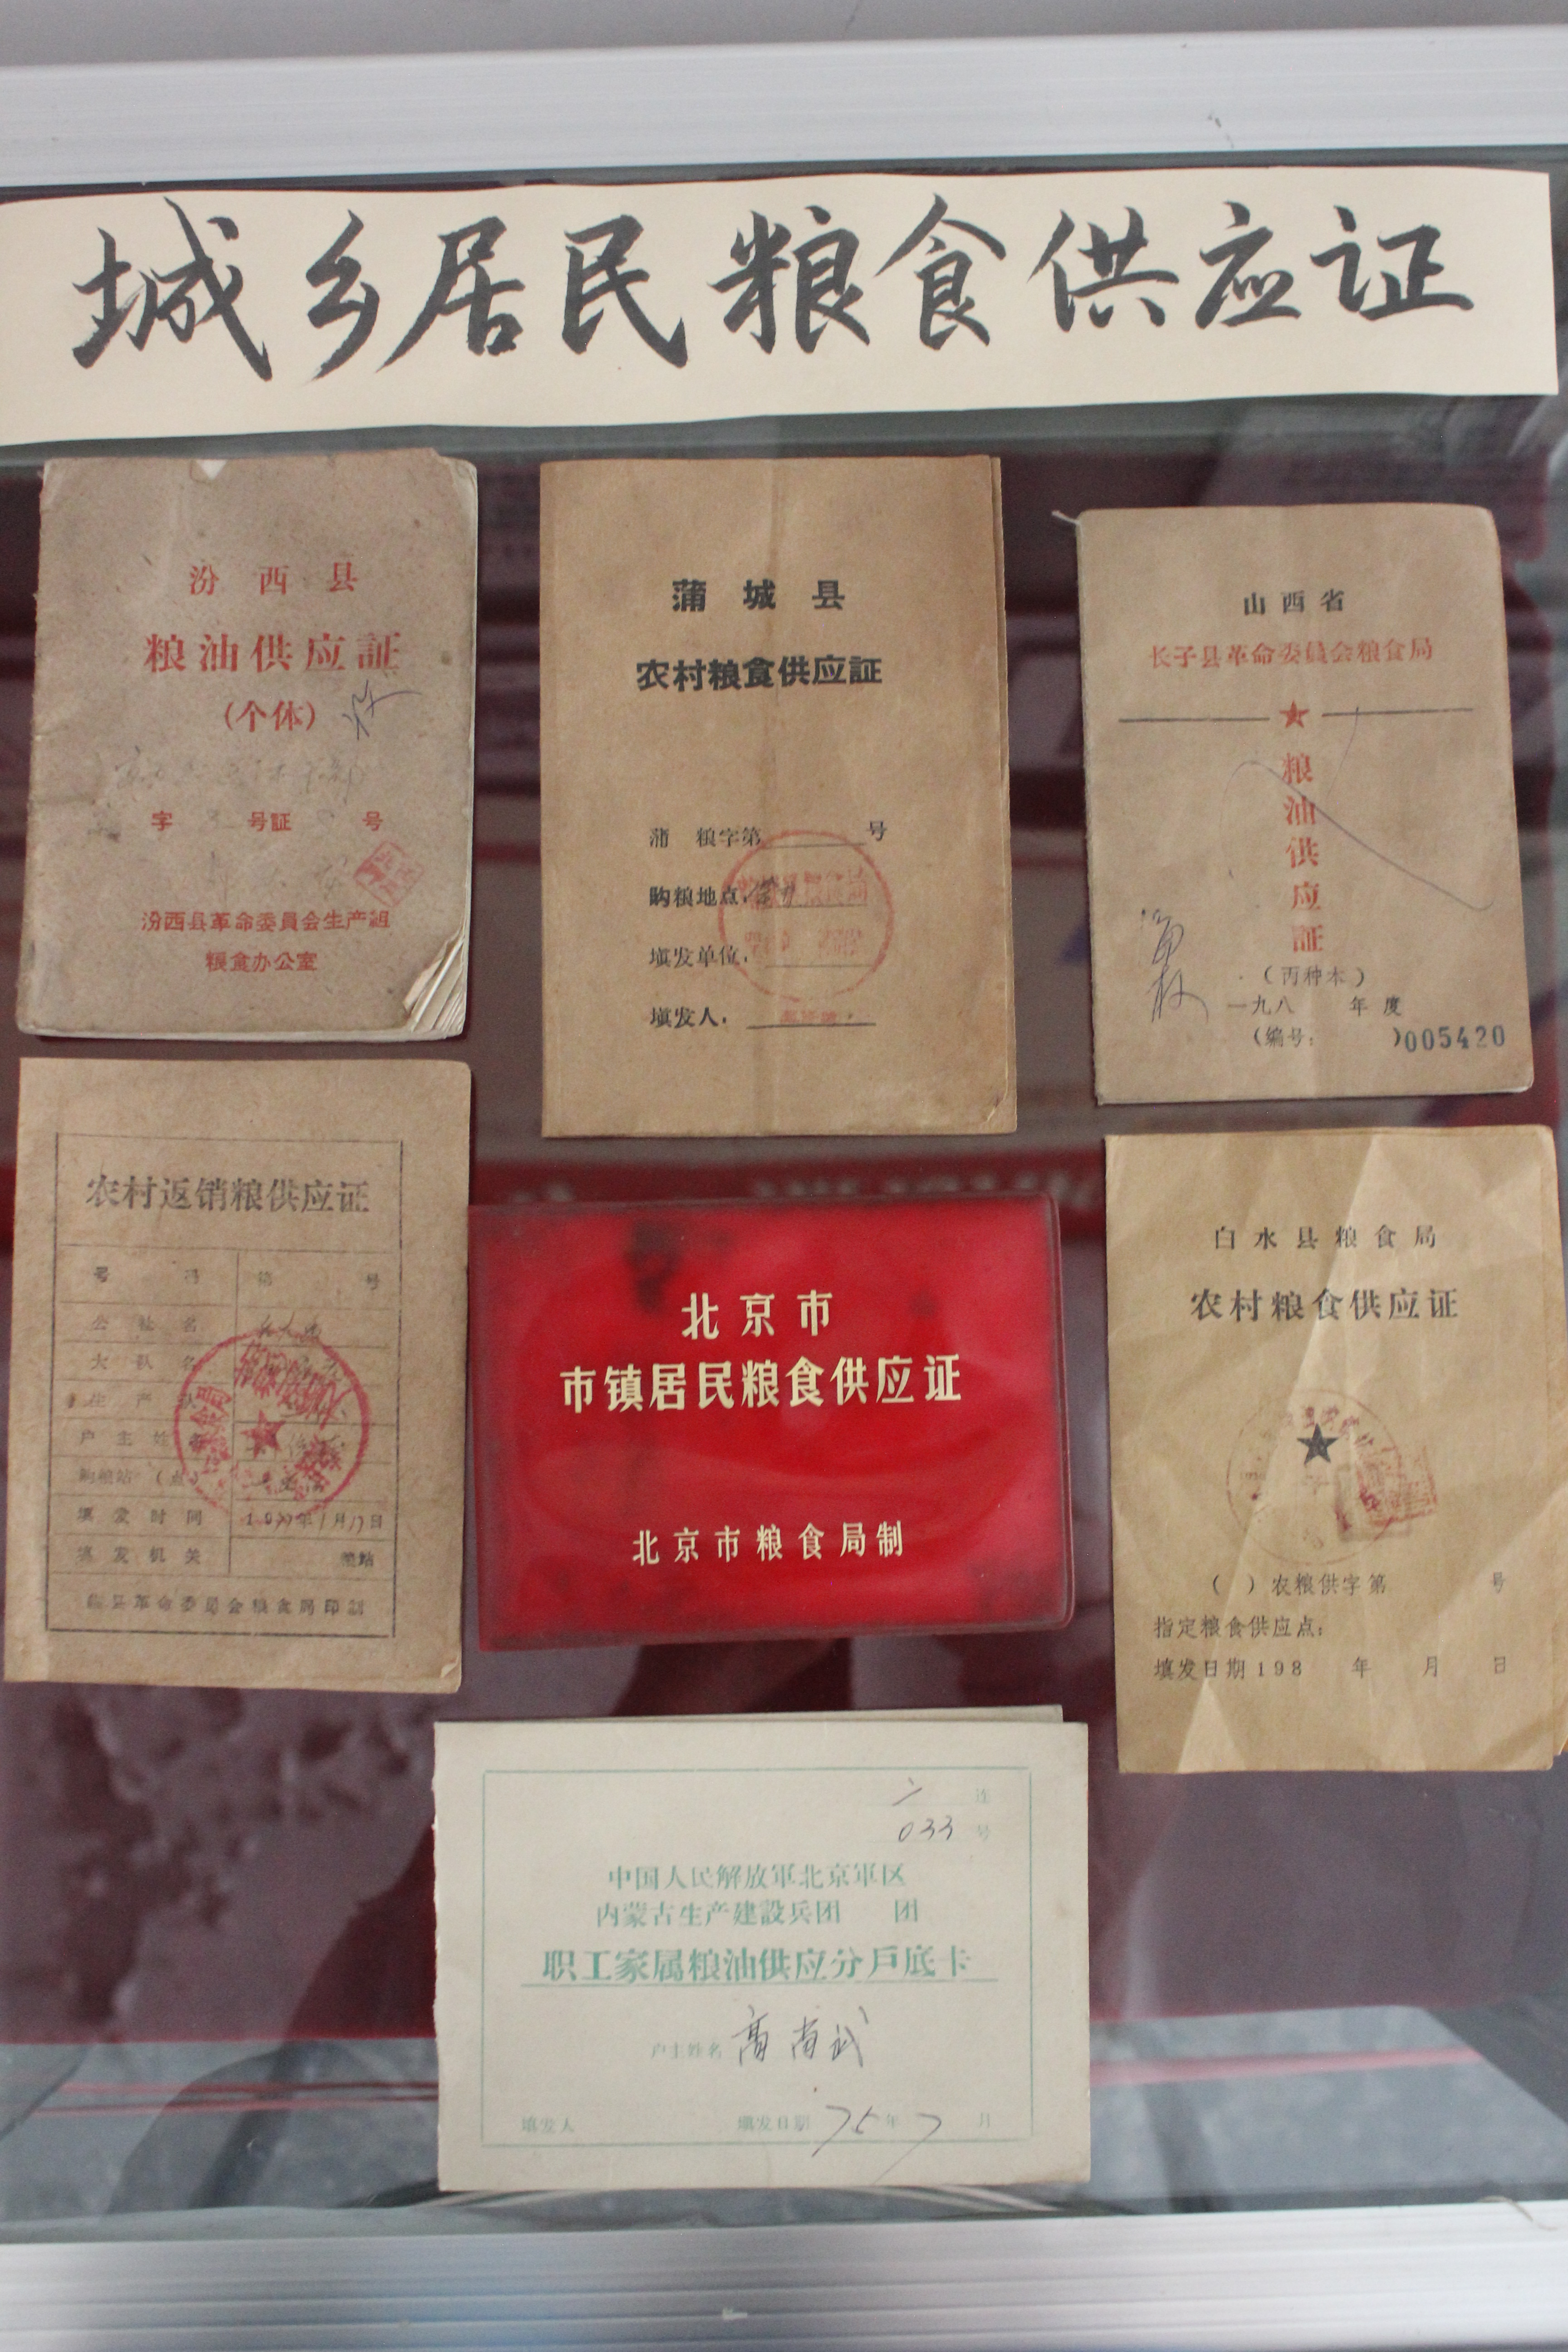 城乡居民粮食供应证
汾西县
粮油供应証
(个体)
字 号証 号
汾西县革命委員会生产組
粮食办公室
蒲城县
农村粮食供应証
蒲 粮字第 号
购粮地点:
填发单位:
填发人:
山西省
长子县革命委員会粮食局
粮油供应証
(丙种本)
一九八 年度
(编号: )005420
农村返销粮供应证
号 码 第 号
公社名
大队名
生产队
户主姓名
购粮站(点)
填发时间 年1月17日
填发机关 粮站
县革命委员会粮食局印制
北京市
市镇居民粮食供应证
北京市粮食局制
白水县粮食局
农村粮食供应证
( )农粮供字第 号
指定粮食供应点:
填发日期198 年 月 日
连
033 号
中国人民解放軍北京軍区
内蒙古生产建設兵团 团
职工家属粮油供应分戶底卡
户主姓名 高尚武
填发人 填发日期 75年7月